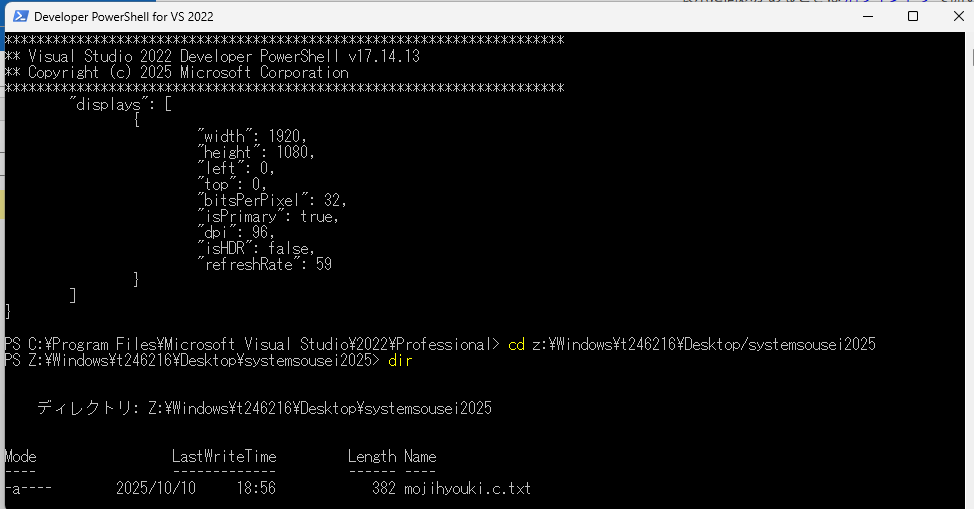 Developer PowerShell for VS 2022
**********************************************************************
** Visual Studio 2022 Developer PowerShell v17.14.13
** Copyright (c) 2025 Microsoft Corporation
**********************************************************************
"displays": [
{
"width": 1920,
"height": 1080,
"left": 0,
"top": 0,
"bitsPerPixel": 32,
"isPrimary": true,
"dpi": 96,
"isHDR": false,
"refreshRate": 59
}
]
}
PS C:¥Program Files¥Microsoft Visual Studio¥2022¥Professional> cd z:¥Windows¥t246216¥Desktop/systemsousei2025
PS Z:¥Windows¥t246216¥Desktop¥systemsousei2025> dir
ディレクトリ: Z:¥Windows¥t246216¥Desktop¥systemsousei2025
Mode LastWriteTime Length Name
---- ------------- ------ ----
-a---- 2025/10/10 18:56 382 mojihyouki.c.txt